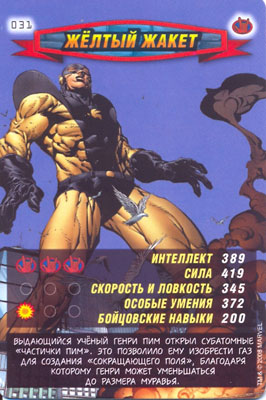 031
ЖЁЛТЫЙ ЖАКЕТ
ИНТЕЛЛЕКТ 389
СИЛА 419
СКОРОСТЬ И ЛОВКОСТЬ 345
ОСОБЫЕ УМЕНИЯ 372
БОЙЦОВСКИЕ НАВЫКИ 200
ВЫДАЮЩИЙСЯ УЧЁНЫЙ ГЕНРИ ПИМ ОТКРЫЛ СУБАТОМНЫЕ
«ЧАСТИЧКИ ПИМ». ЭТО ПОЗВОЛИЛО ЕМУ ИЗОБРЕСТИ ГАЗ
ДЛЯ СОЗДАНИЯ «СОКРАЩАЮЩЕГО ПОЛЯ», БЛАГОДАРЯ
КОТОРОМУ ГЕНРИ МОЖЕТ УМЕНЬШАТЬСЯ
ДО РАЗМЕРА МУРАВЬЯ.
TM & © 2008 MARVEL